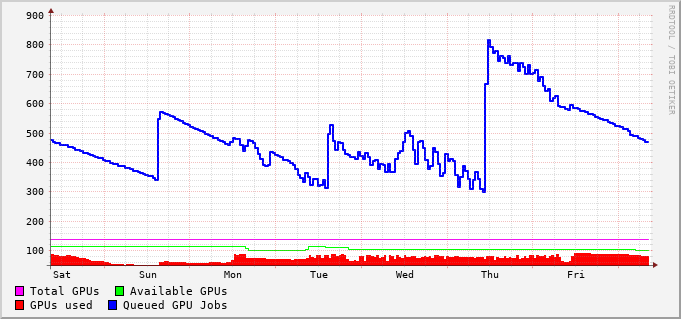 900
800
700
600
500
400
300
200
100
Sat Sun Mon Tue Wed Thu Fri
Total GPUs Available GPUs
GPUs used Queued GPU Jobs
RRDTOOL / TOBI OETIKER